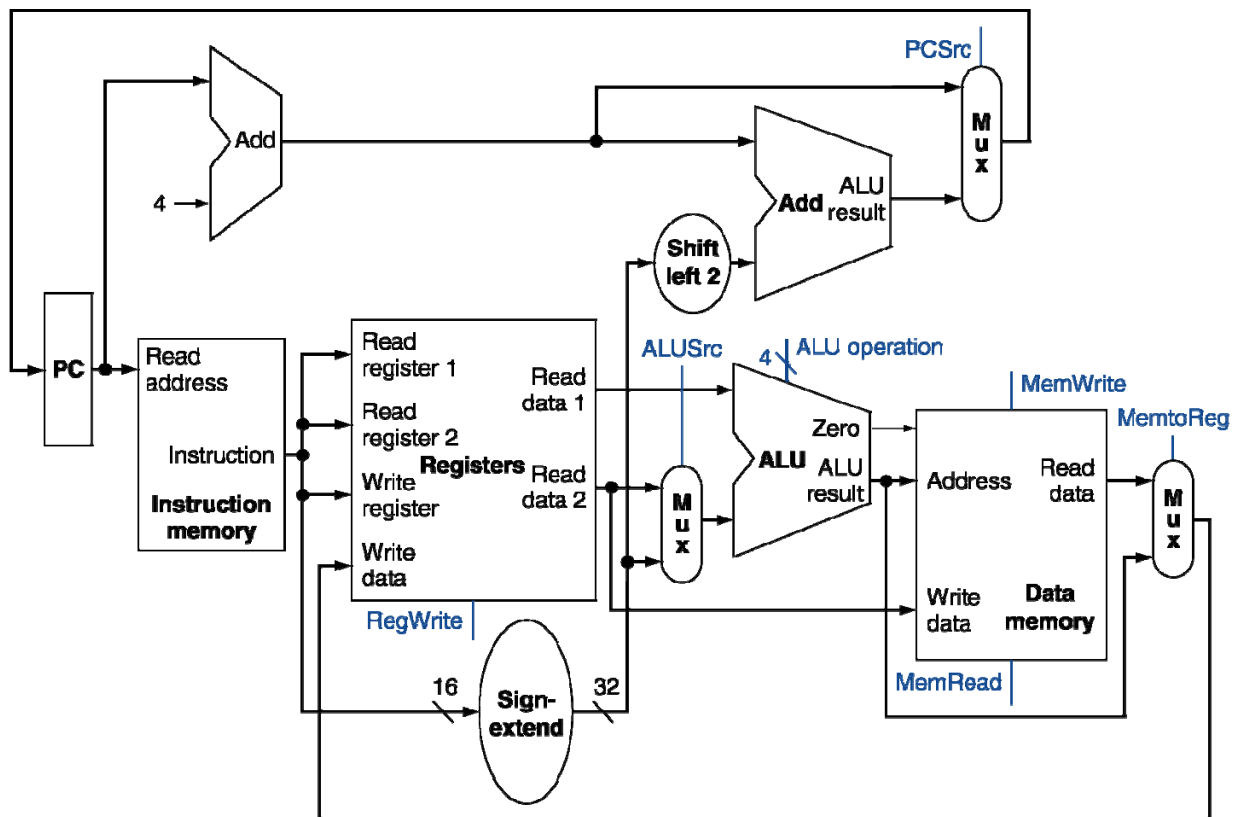 PCSrc
Add
4
M
u
x
Add
ALU
result
Shift
left 2
PC
Read
address
Instruction
Instruction
memory
Read
register 1
Read
register 2
Write
register
Write
data
Registers
Read
data 1
Read
data 2
RegWrite
16
Sign-
extend
32
ALUSrc
M
u
x
4
ALU operation
Zero
ALU
ALU
result
MemWrite
Address
Read
data
Write
data
Data
memory
MemRead
MemtoReg
M
u
x